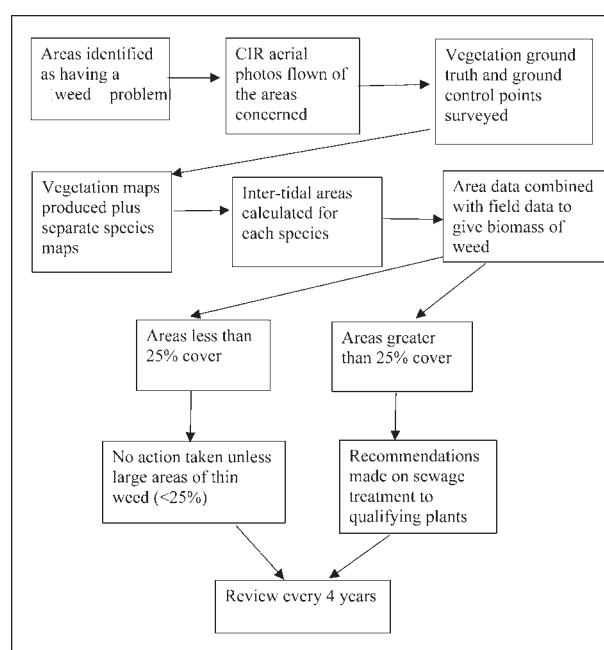 Areas identified
as having a
weed problem
CIR aerial
photos flown of
the areas
concerned
Vegetation ground
truth and ground
control points
surveyed
Vegetation maps
produced plus
separate species
maps
Inter-tidal areas
calculated for
each species
Area data combined
with field data to
give biomass of
weed
Areas less than
25% cover
Areas greater
than 25% cover
No action taken unless
large areas of thin
weed (<25%)
Recommendations
made on sewage
treatment to
qualifying plants
Review every 4 years